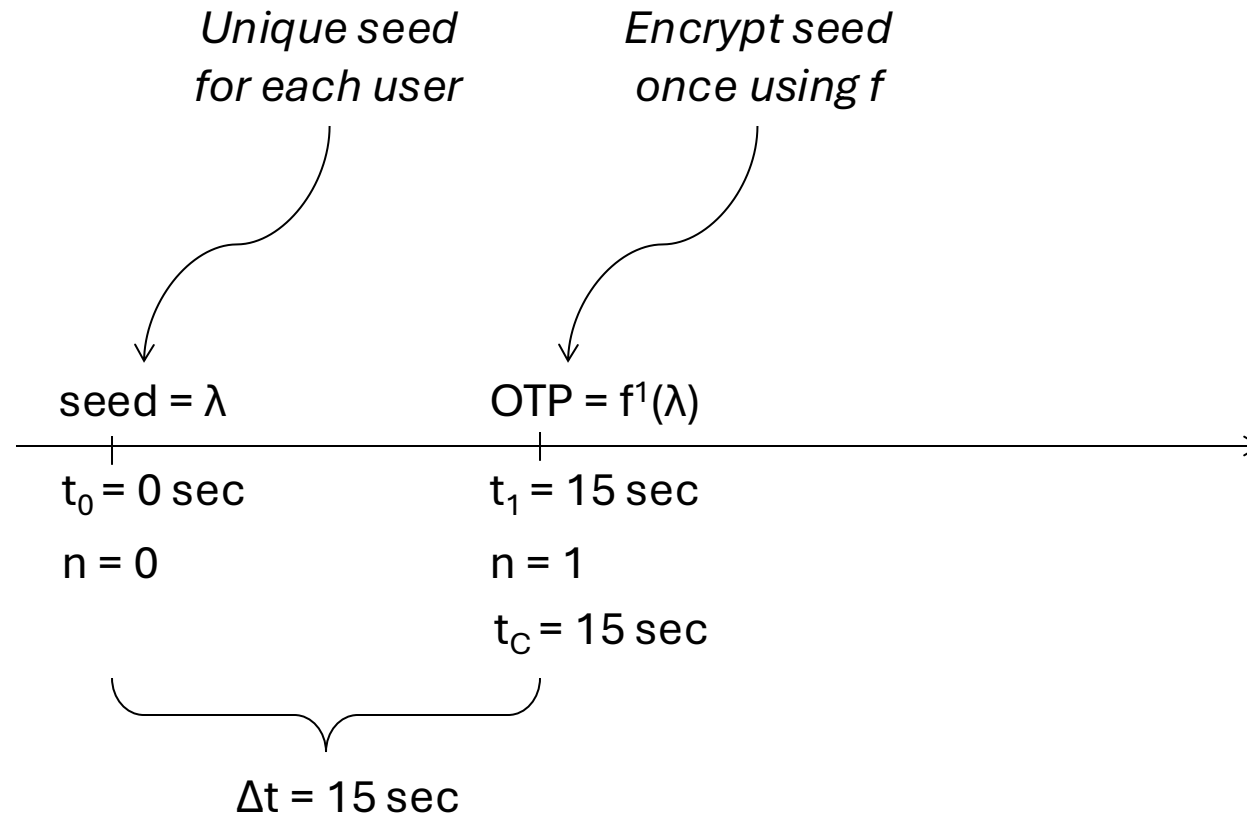 Unique seed
for each user
Encrypt seed
once using f
seed = λ
OTP = f¹(λ)
t₀ = 0 sec
t₁ = 15 sec
n = 0
n = 1
t_C = 15 sec
Δt = 15 sec